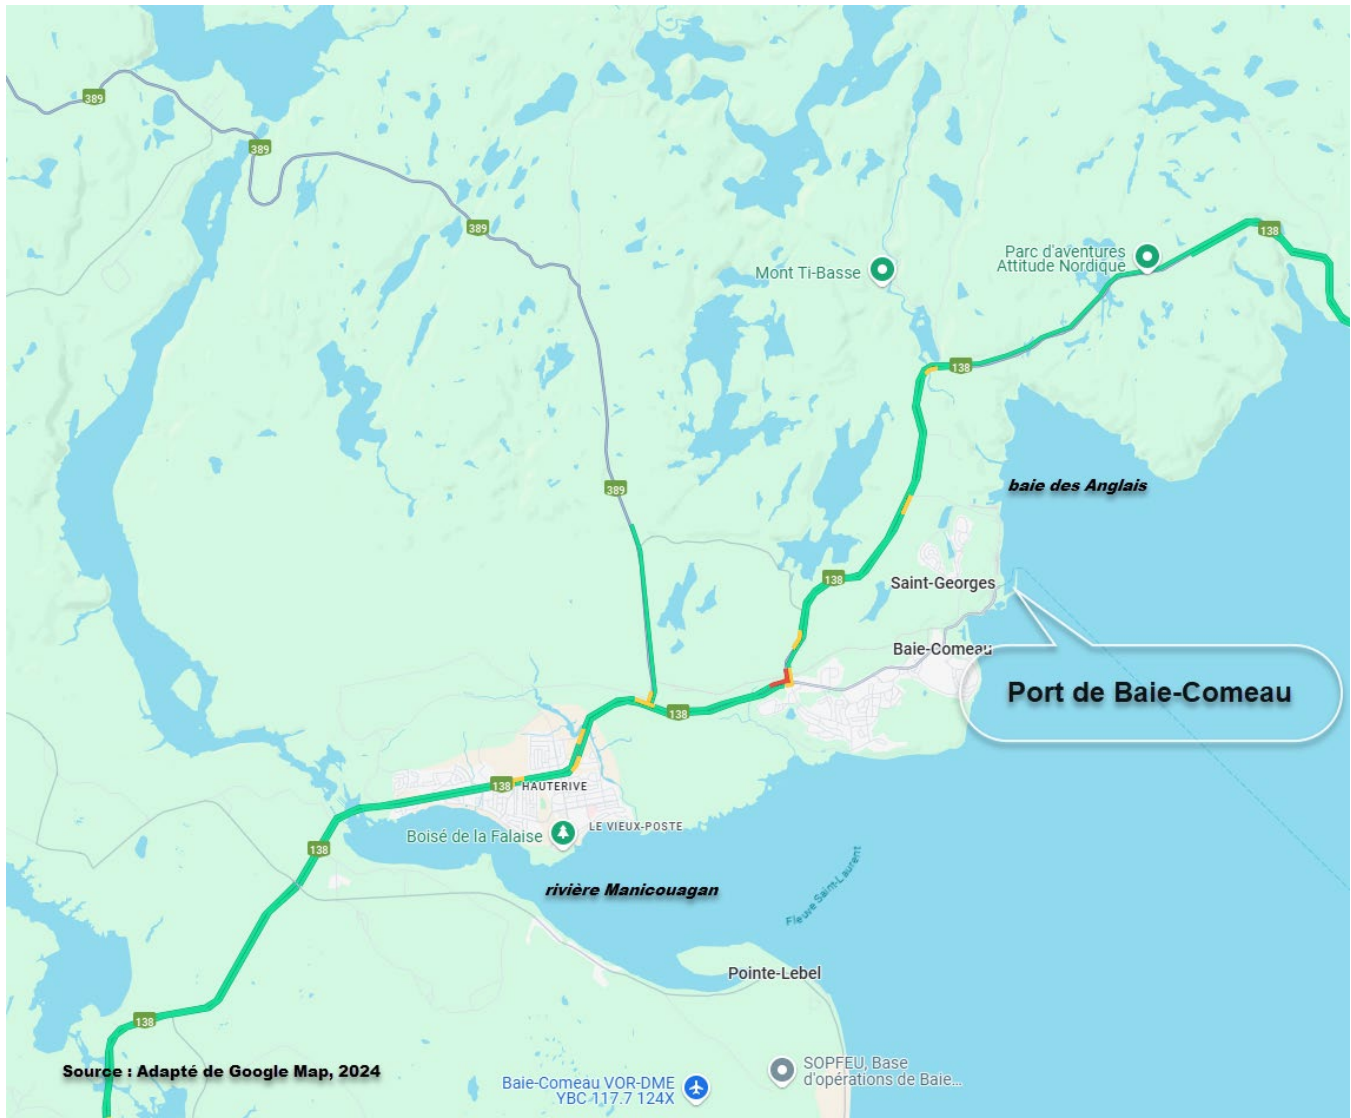 389
389
389
138
Parc d'aventures
Attitude Nordique
Mont Ti-Basse
138
389
baie des Anglais
138
Saint-Georges
Baie-Comeau
Port de Baie-Comeau
138
138
HAUTERIVE
LE VIEUX-POSTE
Boisé de la Falaise
138
rivière Manicouagan
Fleuve Saint-Laurent
Pointe-Lebel
138
Source : Adapté de Google Map, 2024
SOPFEU, Base
d'opérations de Baie...
Baie-Comeau VOR-DME
YBC 117.7 124X